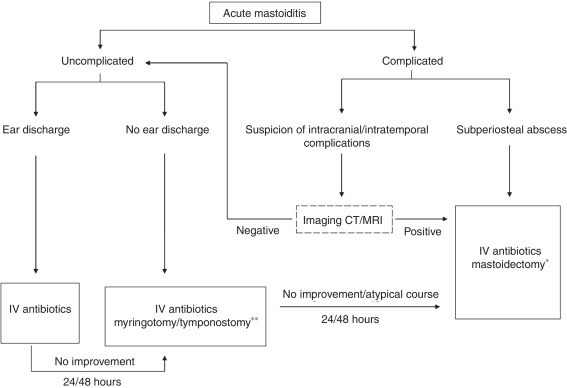 Acute mastoiditis
Uncomplicated
Complicated
Ear discharge
No ear discharge
Suspicion of intracranial/intratemporal
complications
Subperiosteal abscess
Imaging CT/MRI
Negative
Positive
IV antibiotics
mastoidectomy*
IV antibiotics
IV antibiotics
myringotomy/tymponostomy**
No improvement/atypical course
24/48 hours
No improvement
24/48 hours